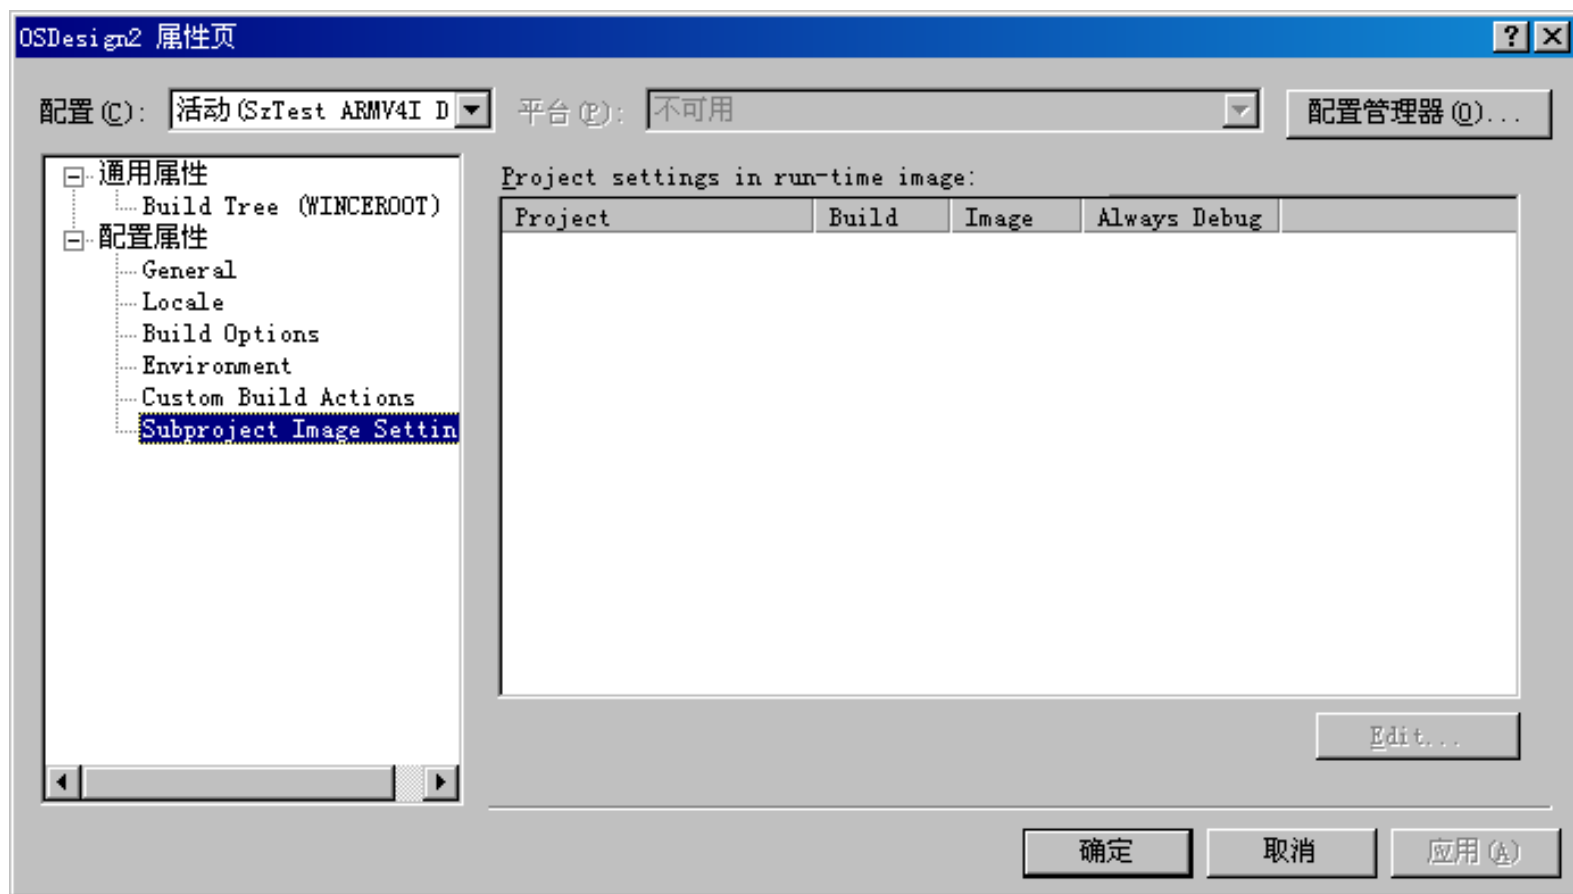 OSDesign2 属性页
配置(C): 活动(SzTest ARMV4I D 平台(P): 不可用 配置管理器(O)...
通用属性
Build Tree (WINCEROOT)
配置属性
General
Locale
Build Options
Environment
Custom Build Actions
Subproject Image Settin
Project settings in run-time image:
Project Build Image Always Debug
Edit...
确定 取消 应用(A)